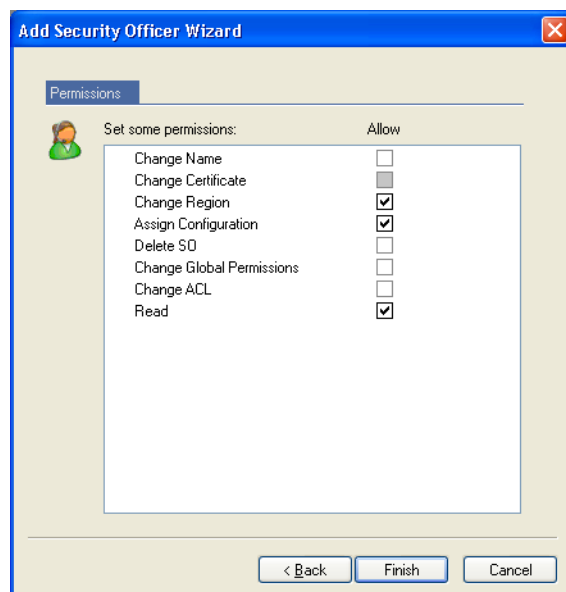 Add Security Officer Wizard
Permissions
Set some permissions: Allow
Change Name
Change Certificate
Change Region
Assign Configuration
Delete SO
Change Global Permissions
Change ACL
Read
< Back Finish Cancel